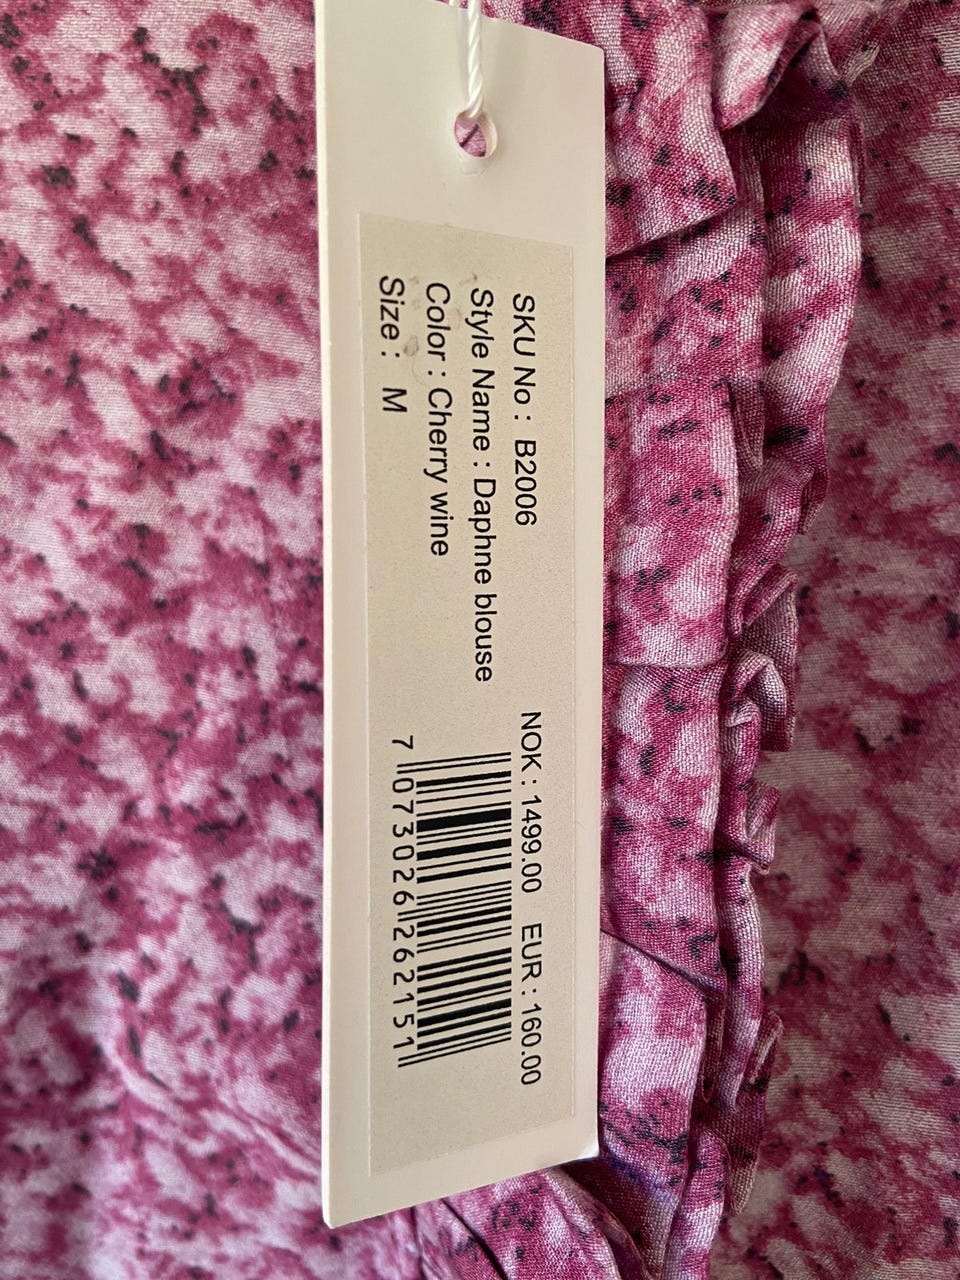 SKU No : B2006
Style Name : Daphne blouse
Color : Cherry wine
Size : M
NOK : 1499.00 EUR : 160.00
7 073026 262151